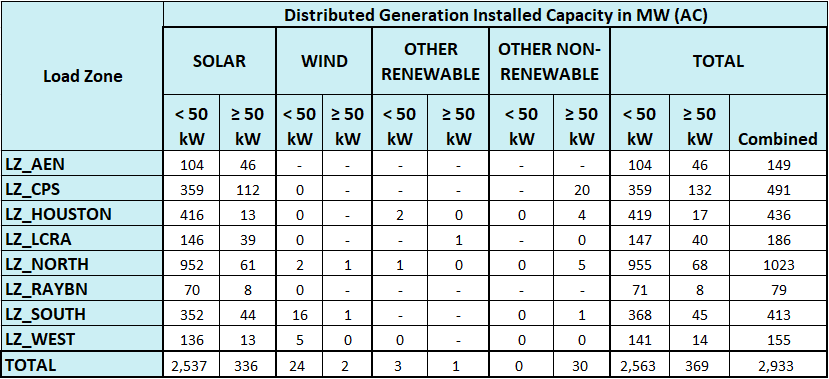 Distributed Generation Installed Capacity in MW (AC)
Load Zone SOLAR WIND OTHER RENEWABLE OTHER NON-RENEWABLE TOTAL
< 50 kW ≥ 50 kW < 50 kW ≥ 50 kW < 50 kW ≥ 50 kW < 50 kW ≥ 50 kW < 50 kW ≥ 50 kW Combined
LZ_AEN 104 46 - - - - - - 104 46 149
LZ_CPS 359 112 0 - - - - 20 359 132 491
LZ_HOUSTON 416 13 0 - 2 0 0 4 419 17 436
LZ_LCRA 146 39 0 - - 1 - 0 147 40 186
LZ_NORTH 952 61 2 1 1 0 0 5 955 68 1023
LZ_RAYBN 70 8 0 - - - - - 71 8 79
LZ_SOUTH 352 44 16 1 - - 0 1 368 45 413
LZ_WEST 136 13 5 0 0 - 0 0 141 14 155
TOTAL 2,537 336 24 2 3 1 0 30 2,563 369 2,933